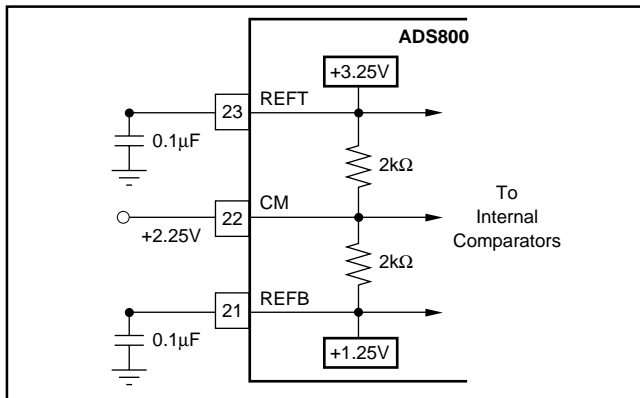 ADS800
+3.25V
23
REFT
0.1µF
2kΩ
22
CM
+2.25V
To
Internal
Comparators
2kΩ
21
REFB
0.1µF
+1.25V